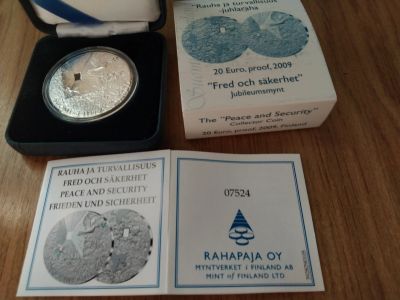 "Rauha ja turvallisuus"
-juhlaraha
20 Euro, proof, 2009
"Fred och säkerhet"
Jubileumsmynt
The "Peace and Security"
Collector Coin
20 Euro, proof, 2009, Finland
RAUHA JA TURVALLISUUS
FRED OCH SÄKERHET
PEACE AND SECURITY
FRIEDEN UND SICHERHEIT
07524
RAHAPAJA OY
MYNTVERKET I FINLAND AB
MINT of FINLAND LTD